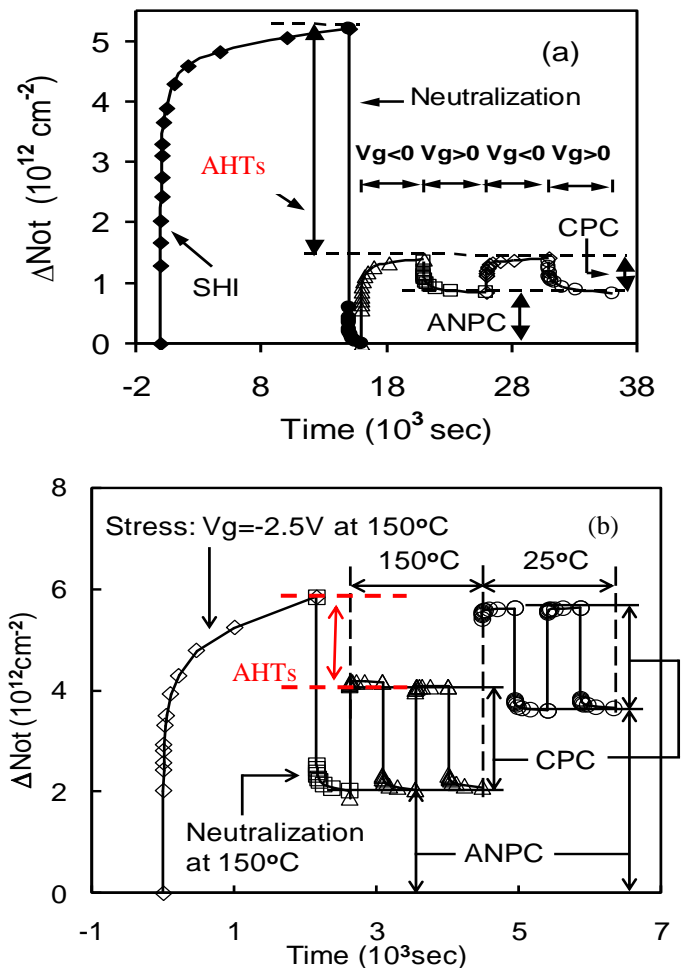 (a)
5
4
3
2
1
0
ΔNot (10¹² cm⁻²)
Neutralization
Vg<0 Vg>0 Vg<0 Vg>0
AHTs
CPC
SHI
ANPC
-2 8 18 28 38
Time (10³ sec)
8
6
4
2
0
ΔNot (10¹²cm⁻²)
Stress: Vg=-2.5V at 150ºC
(b)
150ºC 25ºC
AHTs
CPC
Neutralization
at 150ºC
ANPC
-1 1 3 5 7
Time (10³sec)